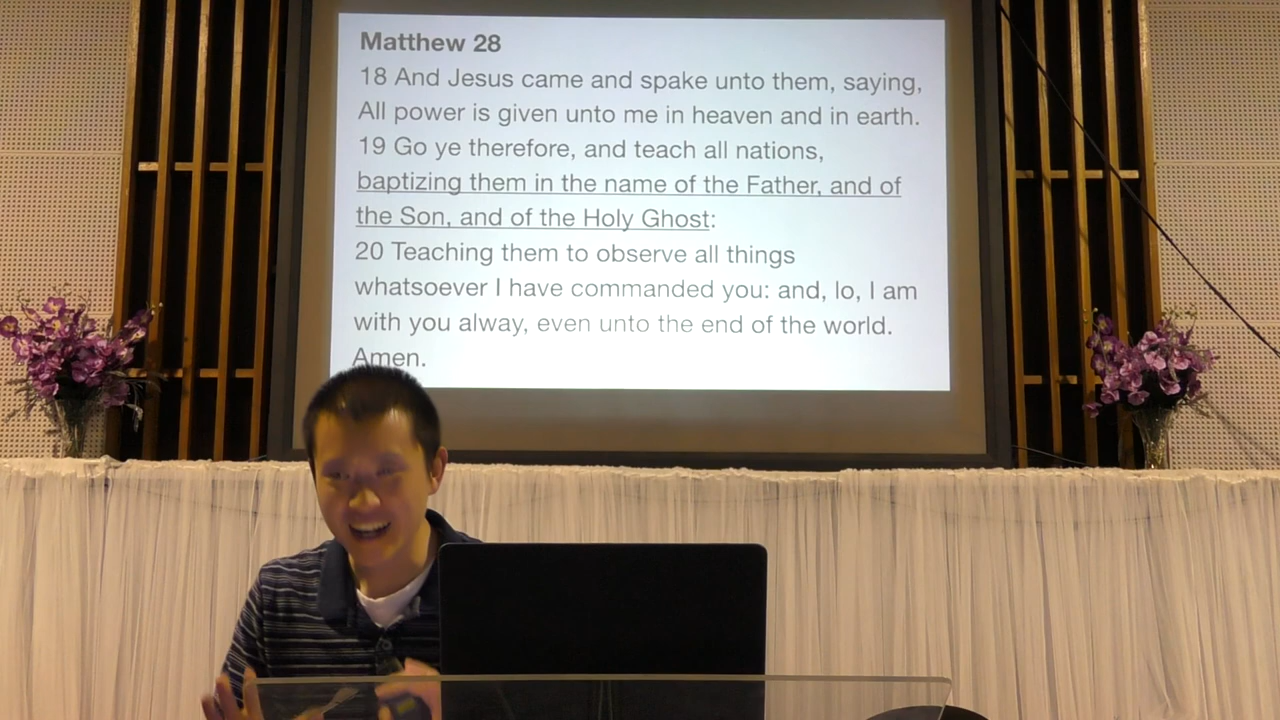 Matthew 28
18 And Jesus came and spake unto them, saying,
All power is given unto me in heaven and in earth.
19 Go ye therefore, and teach all nations,
baptizing them in the name of the Father, and of
the Son, and of the Holy Ghost:
20 Teaching them to observe all things
whatsoever I have commanded you: and, lo, I am
with you alway, even unto the end of the world.
Amen.